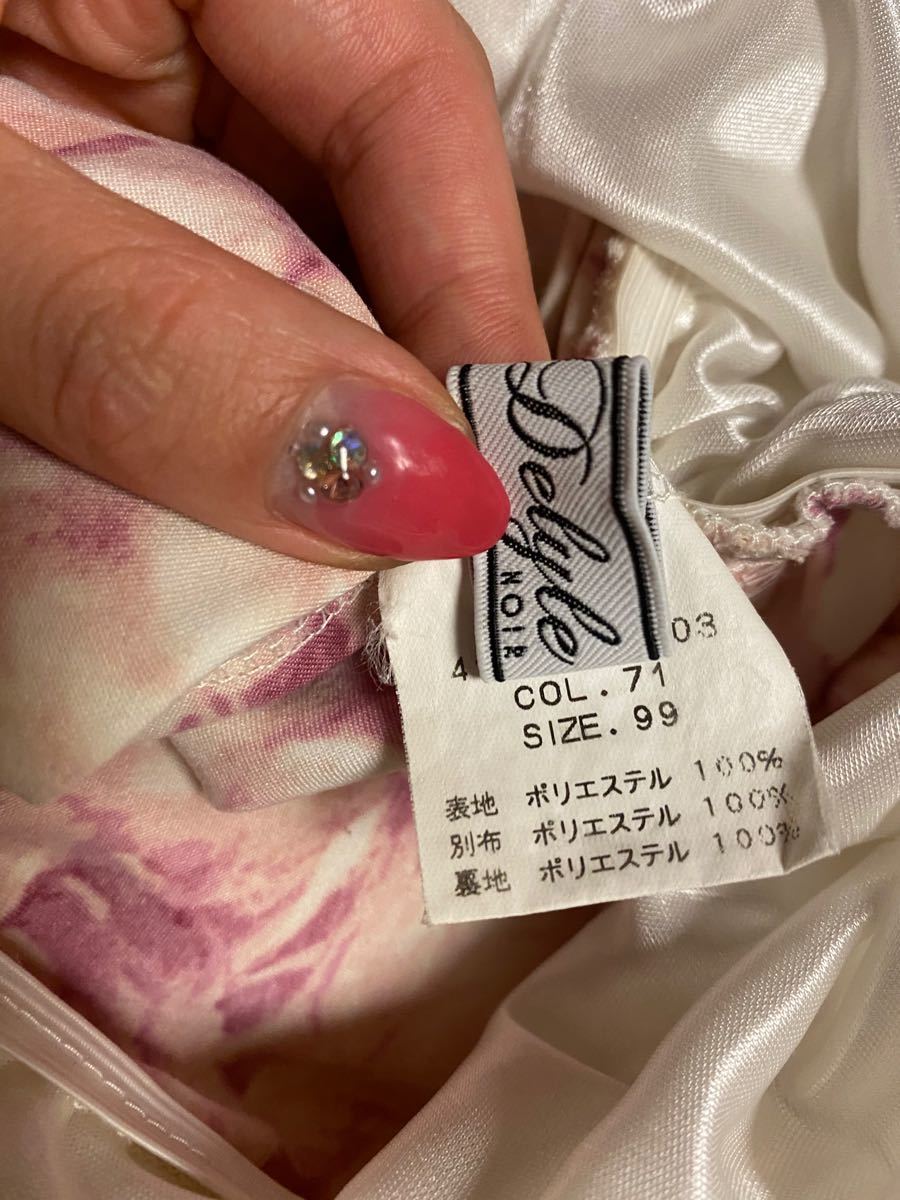 Delyle
NOIR
4 03
COL.71
SIZE.99
表地 ポリエステル 100%
別布 ポリエステル 100%
裏地 ポリエステル 100%